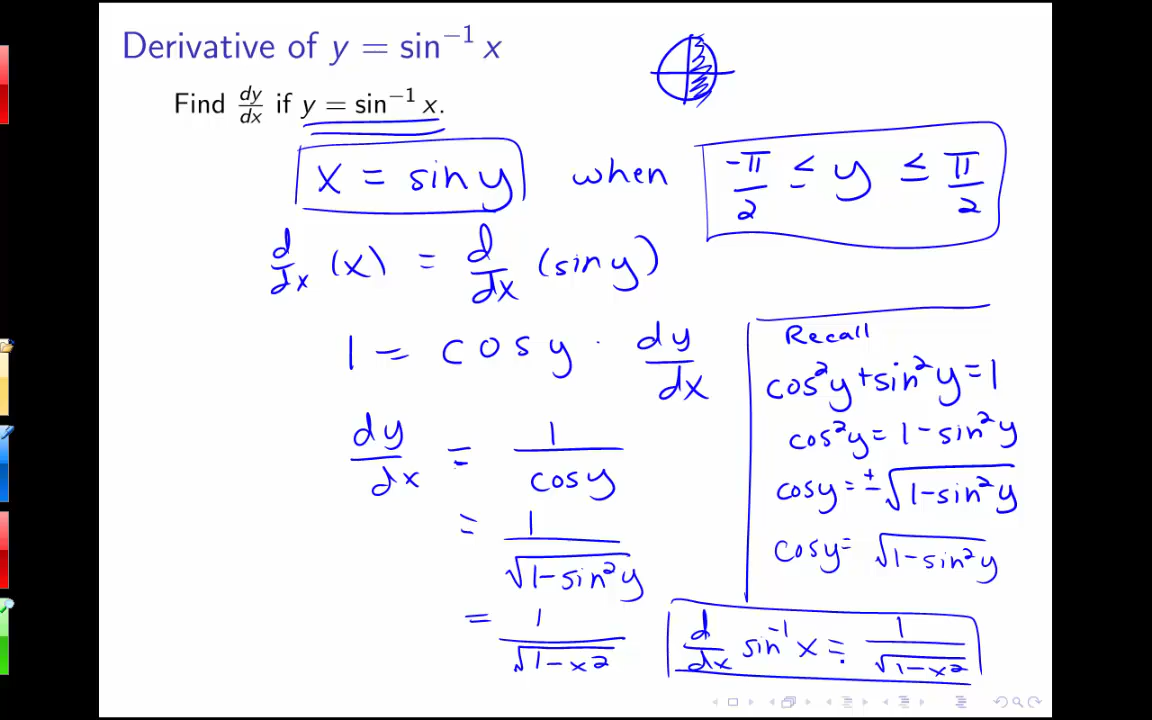 Derivative of y = sin⁻¹ x
Find dy/dx if y = sin⁻¹ x.
x = sin y when -π/2 ≤ y ≤ π/2
d/dx (x) = d/dx (sin y)
1 = cos y · dy/dx
dy/dx = 1/cos y
= 1/√(1-sin²y)
= 1/√(1-x²)
Recall
cos²y + sin²y = 1
cos²y = 1 - sin²y
cos y = ±√(1-sin²y)
cos y = √(1-sin²y)
d/dx sin⁻¹ x = 1/√(1-x²)